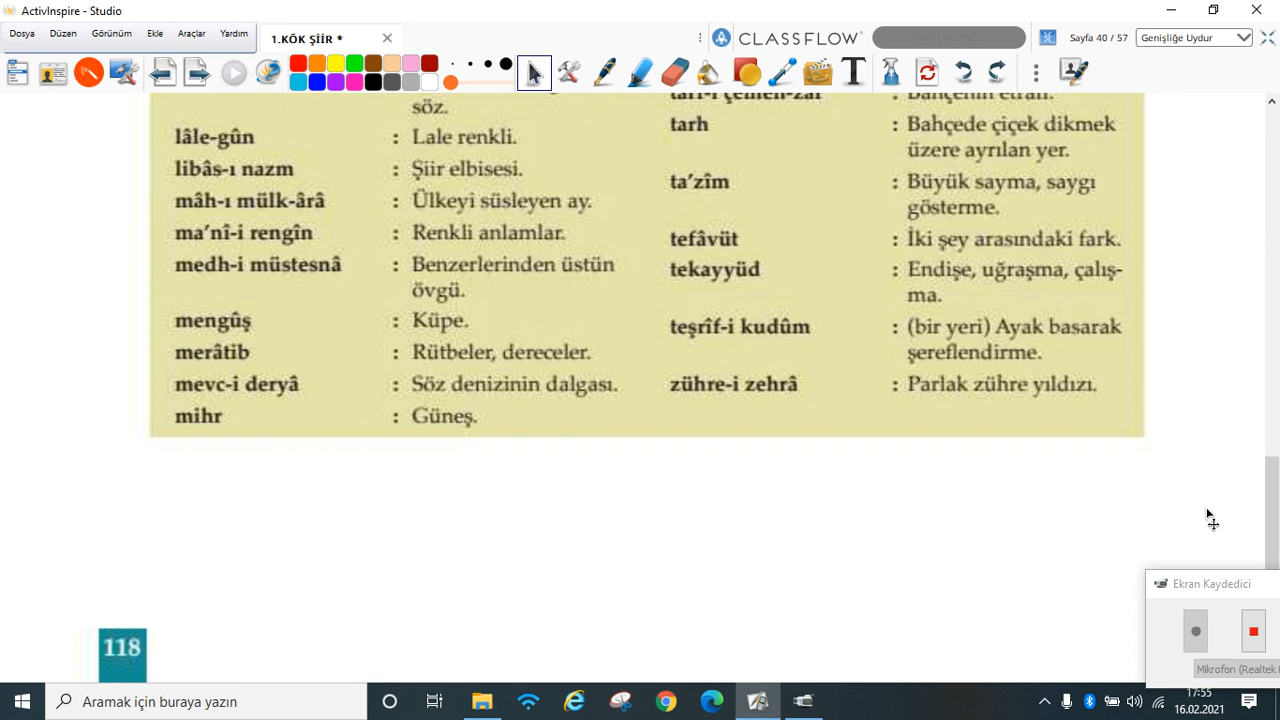 ActivInspire - Studio
Dosya Düzen Görünüm Ekle Araçlar Yardım
1.KÖK ŞİİR *
CLASSFLOW
Sayfa 40 / 57
Genişliğe Uydur
söz.
lâle-gûn : Lale renkli.
libâs-ı nazm : Şiir elbisesi.
mâh-ı mülk-ârâ : Ülkeyi süsleyen ay.
ma'nî-i rengîn : Renkli anlamlar.
medh-i müstesnâ : Benzerlerinden üstün
övgü.
mengûş : Küpe.
merâtib : Rütbeler, dereceler.
mevc-i deryâ : Söz denizinin dalgası.
mihr : Güneş.
tarf-ı çemen-zâr : Bahçenin etrafı.
tarh : Bahçede çiçek dikmek
üzere ayrılan yer.
ta'zîm : Büyük sayma, saygı
gösterme.
tefâvüt : İki şey arasındaki fark.
tekayyüd : Endişe, uğraşma, çalış-
ma.
teşrîf-i kudûm : (bir yeri) Ayak basarak
şereflendirme.
zühre-i zehrâ : Parlak zühre yıldızı.
118
Ekran Kaydedici
Mikrofon (Realtek
Aramak için buraya yazın
17:55
16.02.2021